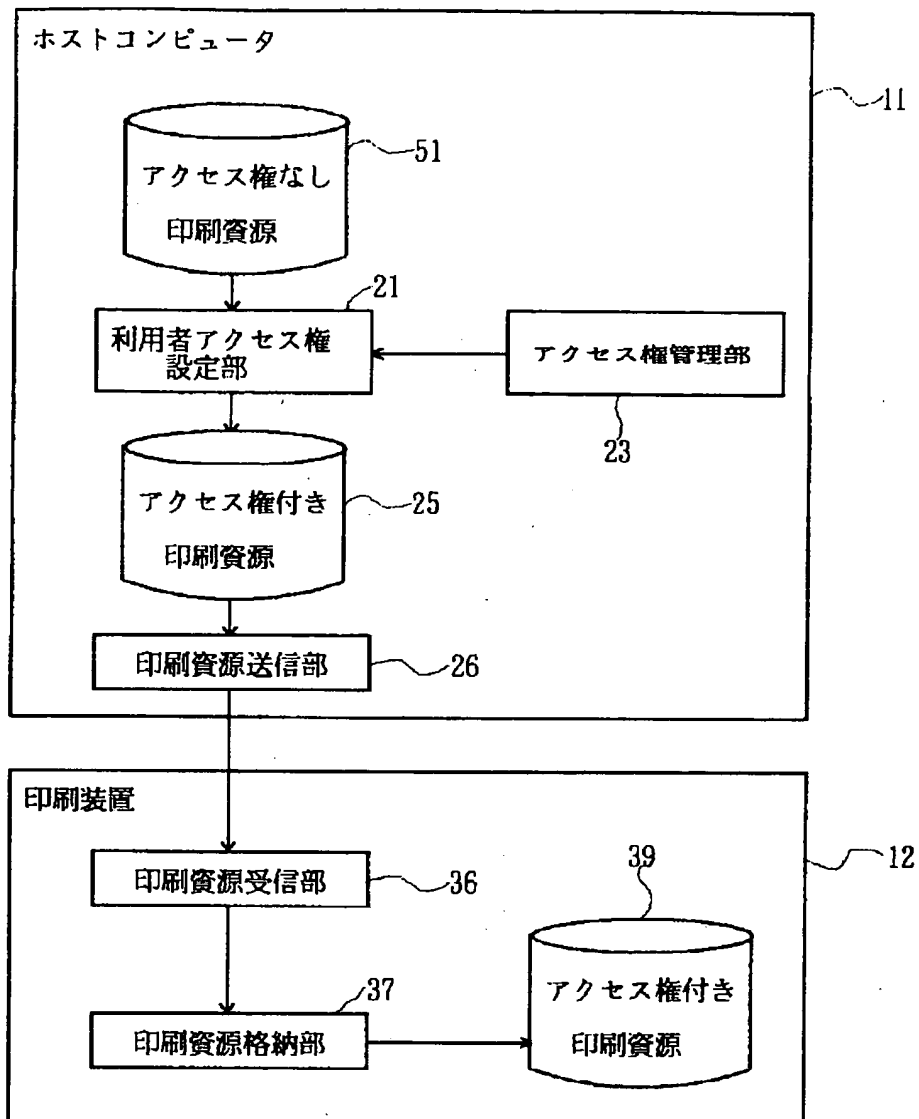 ホストコンピュータ
11
アクセス権なし
印刷資源
51
21
利用者アクセス権
設定部
アクセス権管理部
23
アクセス権付き
印刷資源
25
印刷資源送信部
26
印刷装置
12
印刷資源受信部
36
39
アクセス権付き
印刷資源
37
印刷資源格納部